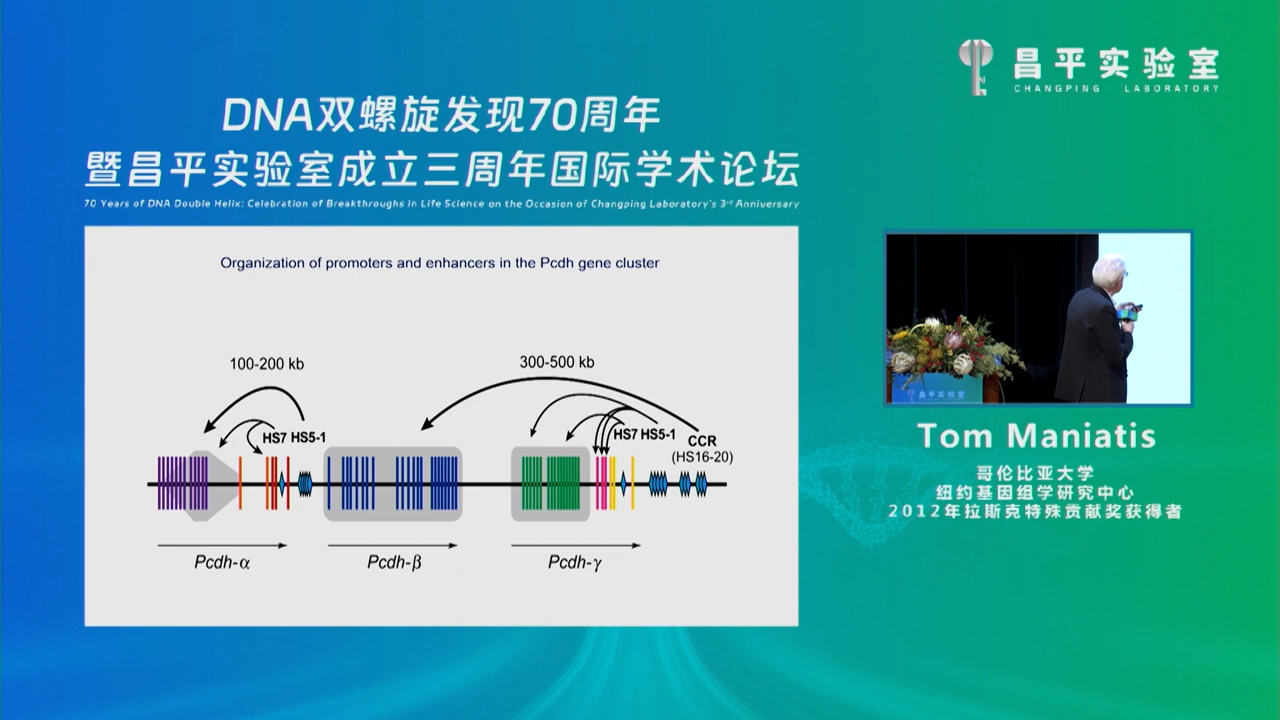 昌平实验室
CHANGPING LABORATORY
DNA双螺旋发现70周年
暨昌平实验室成立三周年国际学术论坛
70 Years of DNA Double Helix: Celebration of Breakthroughs in Life Science on the Occasion of Changping Laboratory's 3rd Anniversary
Organization of promoters and enhancers in the Pcdh gene cluster
100-200 kb
300-500 kb
HS7 HS5-1
HS7 HS5-1
CCR
(HS16-20)
Pcdh-α
Pcdh-β
Pcdh-γ
昌平实验室
Tom Maniatis
哥伦比亚大学
纽约基因组学研究中心
2012年拉斯克特殊贡献奖获得者